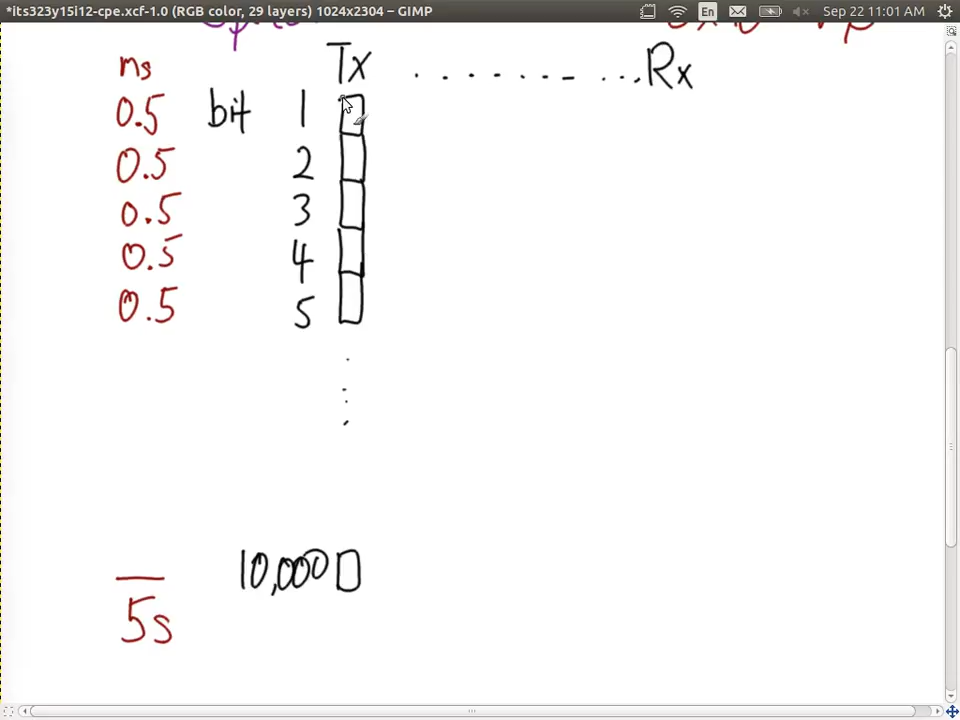 *its323y15i12-cpe.xcf-1.0 (RGB color, 29 layers) 1024x2304 – GIMP
En
Sep 22 11:01 AM
ms Tx . . . . . . . – . . . . Rx
0.5 bit 1
0.5 2
0.5 3
0.5 4
0.5 5
10,000
5s